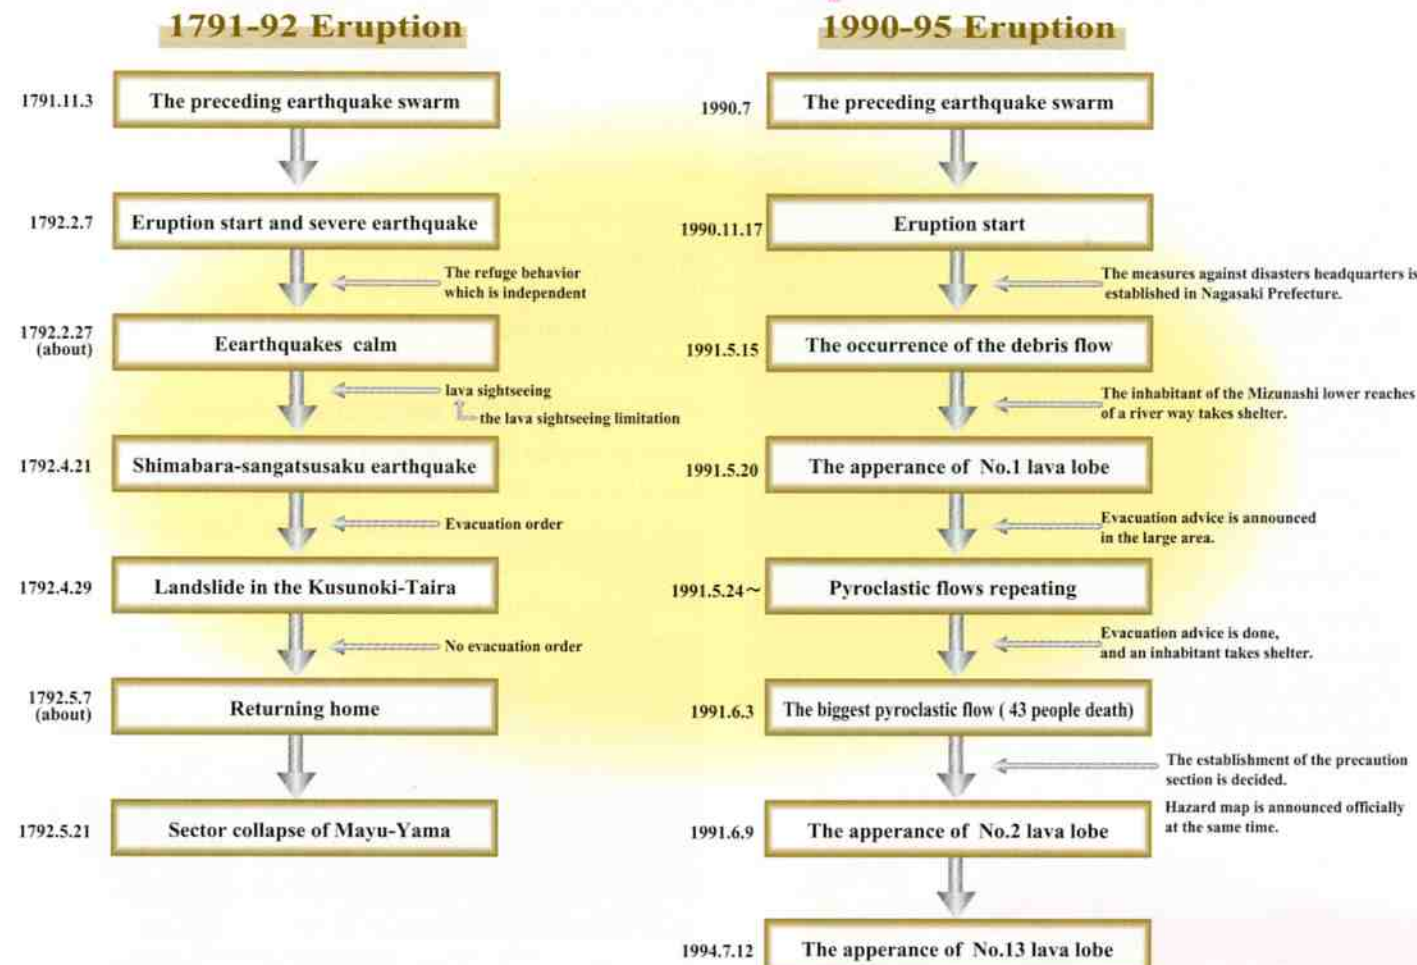 1791-92 Eruption
1791.11.3
The preceding earthquake swarm
1792.2.7
Eruption start and severe earthquake
The refuge behavior
which is independent
1792.2.27
(about)
Eearthquakes calm
lava sightseeing
the lava sightseeing limitation
1792.4.21
Shimabara-sangatsusaku earthquake
Evacuation order
1792.4.29
Landslide in the Kusunoki-Taira
No evacuation order
1792.5.7
(about)
Returning home
1792.5.21
Sector collapse of Mayu-Yama
1990-95 Eruption
1990.7
The preceding earthquake swarm
1990.11.17
Eruption start
The measures against disasters headquarters is
established in Nagasaki Prefecture.
1991.5.15
The occurrence of the debris flow
The inhabitant of the Mizunashi lower reaches
of a river way takes shelter.
1991.5.20
The apperance of No.1 lava lobe
Evacuation advice is announced
in the large area.
1991.5.24~
Pyroclastic flows repeating
Evacuation advice is done,
and an inhabitant takes shelter.
1991.6.3
The biggest pyroclastic flow ( 43 people death)
The establishment of the precaution
section is decided.
Hazard map is announced officially
at the same time.
1991.6.9
The apperance of No.2 lava lobe
1994.7.12
The apperance of No.13 lava lobe